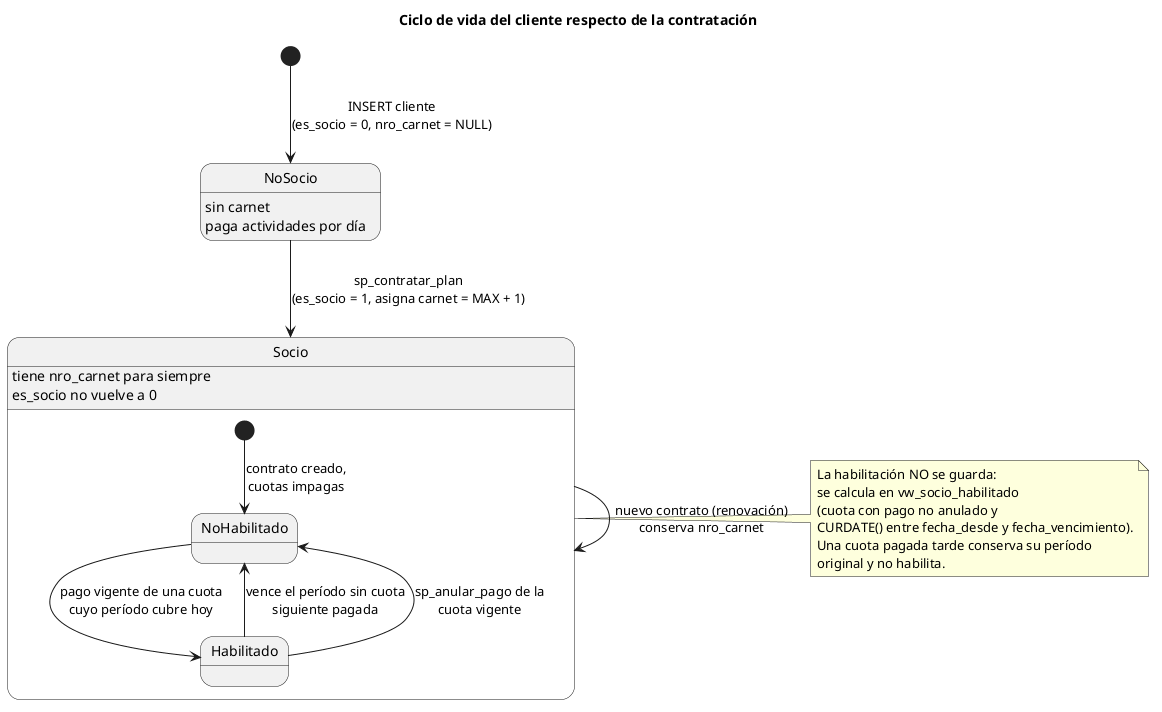 Ciclo de vida del cliente respecto de la contratación
INSERT cliente
(es_socio = 0, nro_carnet = NULL)
NoSocio
sin carnet
paga actividades por día
sp_contratar_plan
(es_socio = 1, asigna carnet = MAX + 1)
Socio
tiene nro_carnet para siempre
es_socio no vuelve a 0
contrato creado,
cuotas impagas
NoHabilitado
pago vigente de una cuota
cuyo período cubre hoy
vence el período sin cuota
siguiente pagada
sp_anular_pago de la
cuota vigente
Habilitado
nuevo contrato (renovación)
conserva nro_carnet
La habilitación NO se guarda:
se calcula en vw_socio_habilitado
(cuota con pago no anulado y
CURDATE() entre fecha_desde y fecha_vencimiento).
Una cuota pagada tarde conserva su período
original y no habilita.